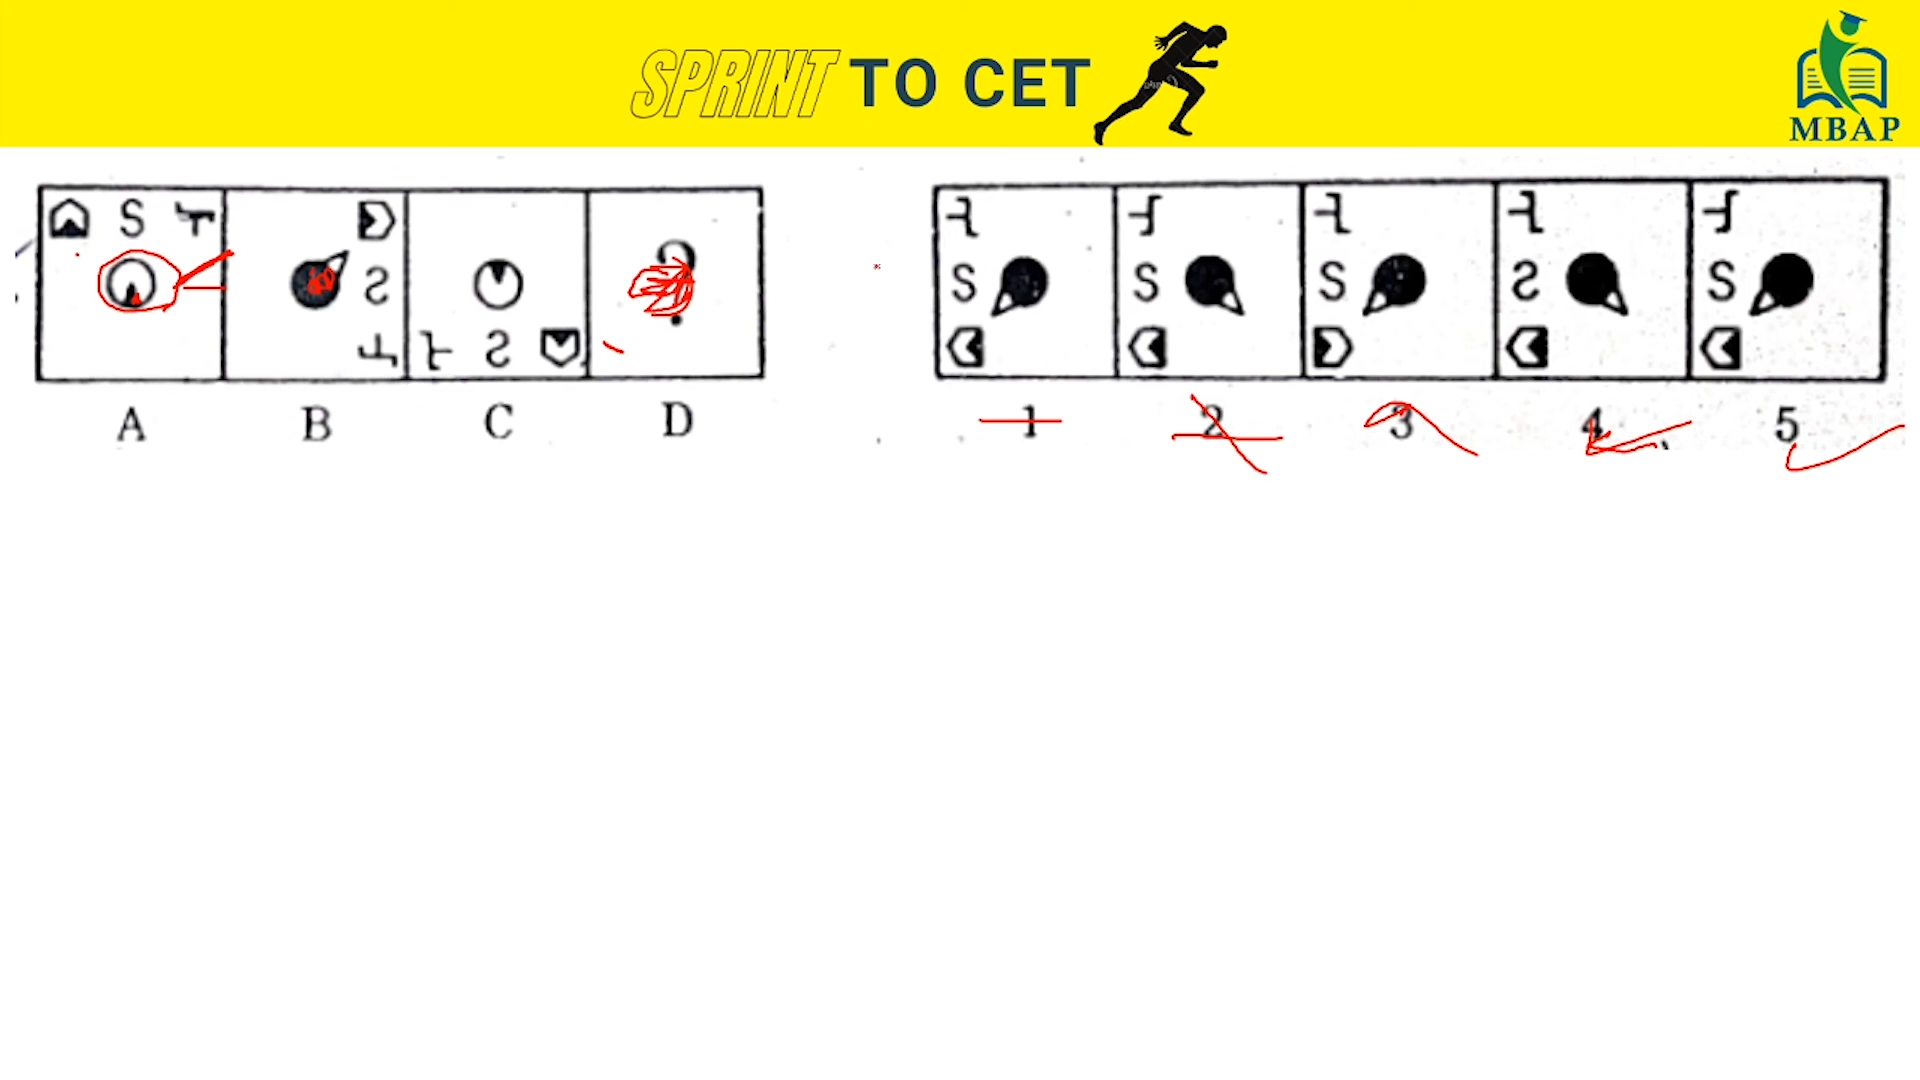 SPRINT TO CET
MBAP
S
S
S
S S S S
A B C D 1 2 3 4 5